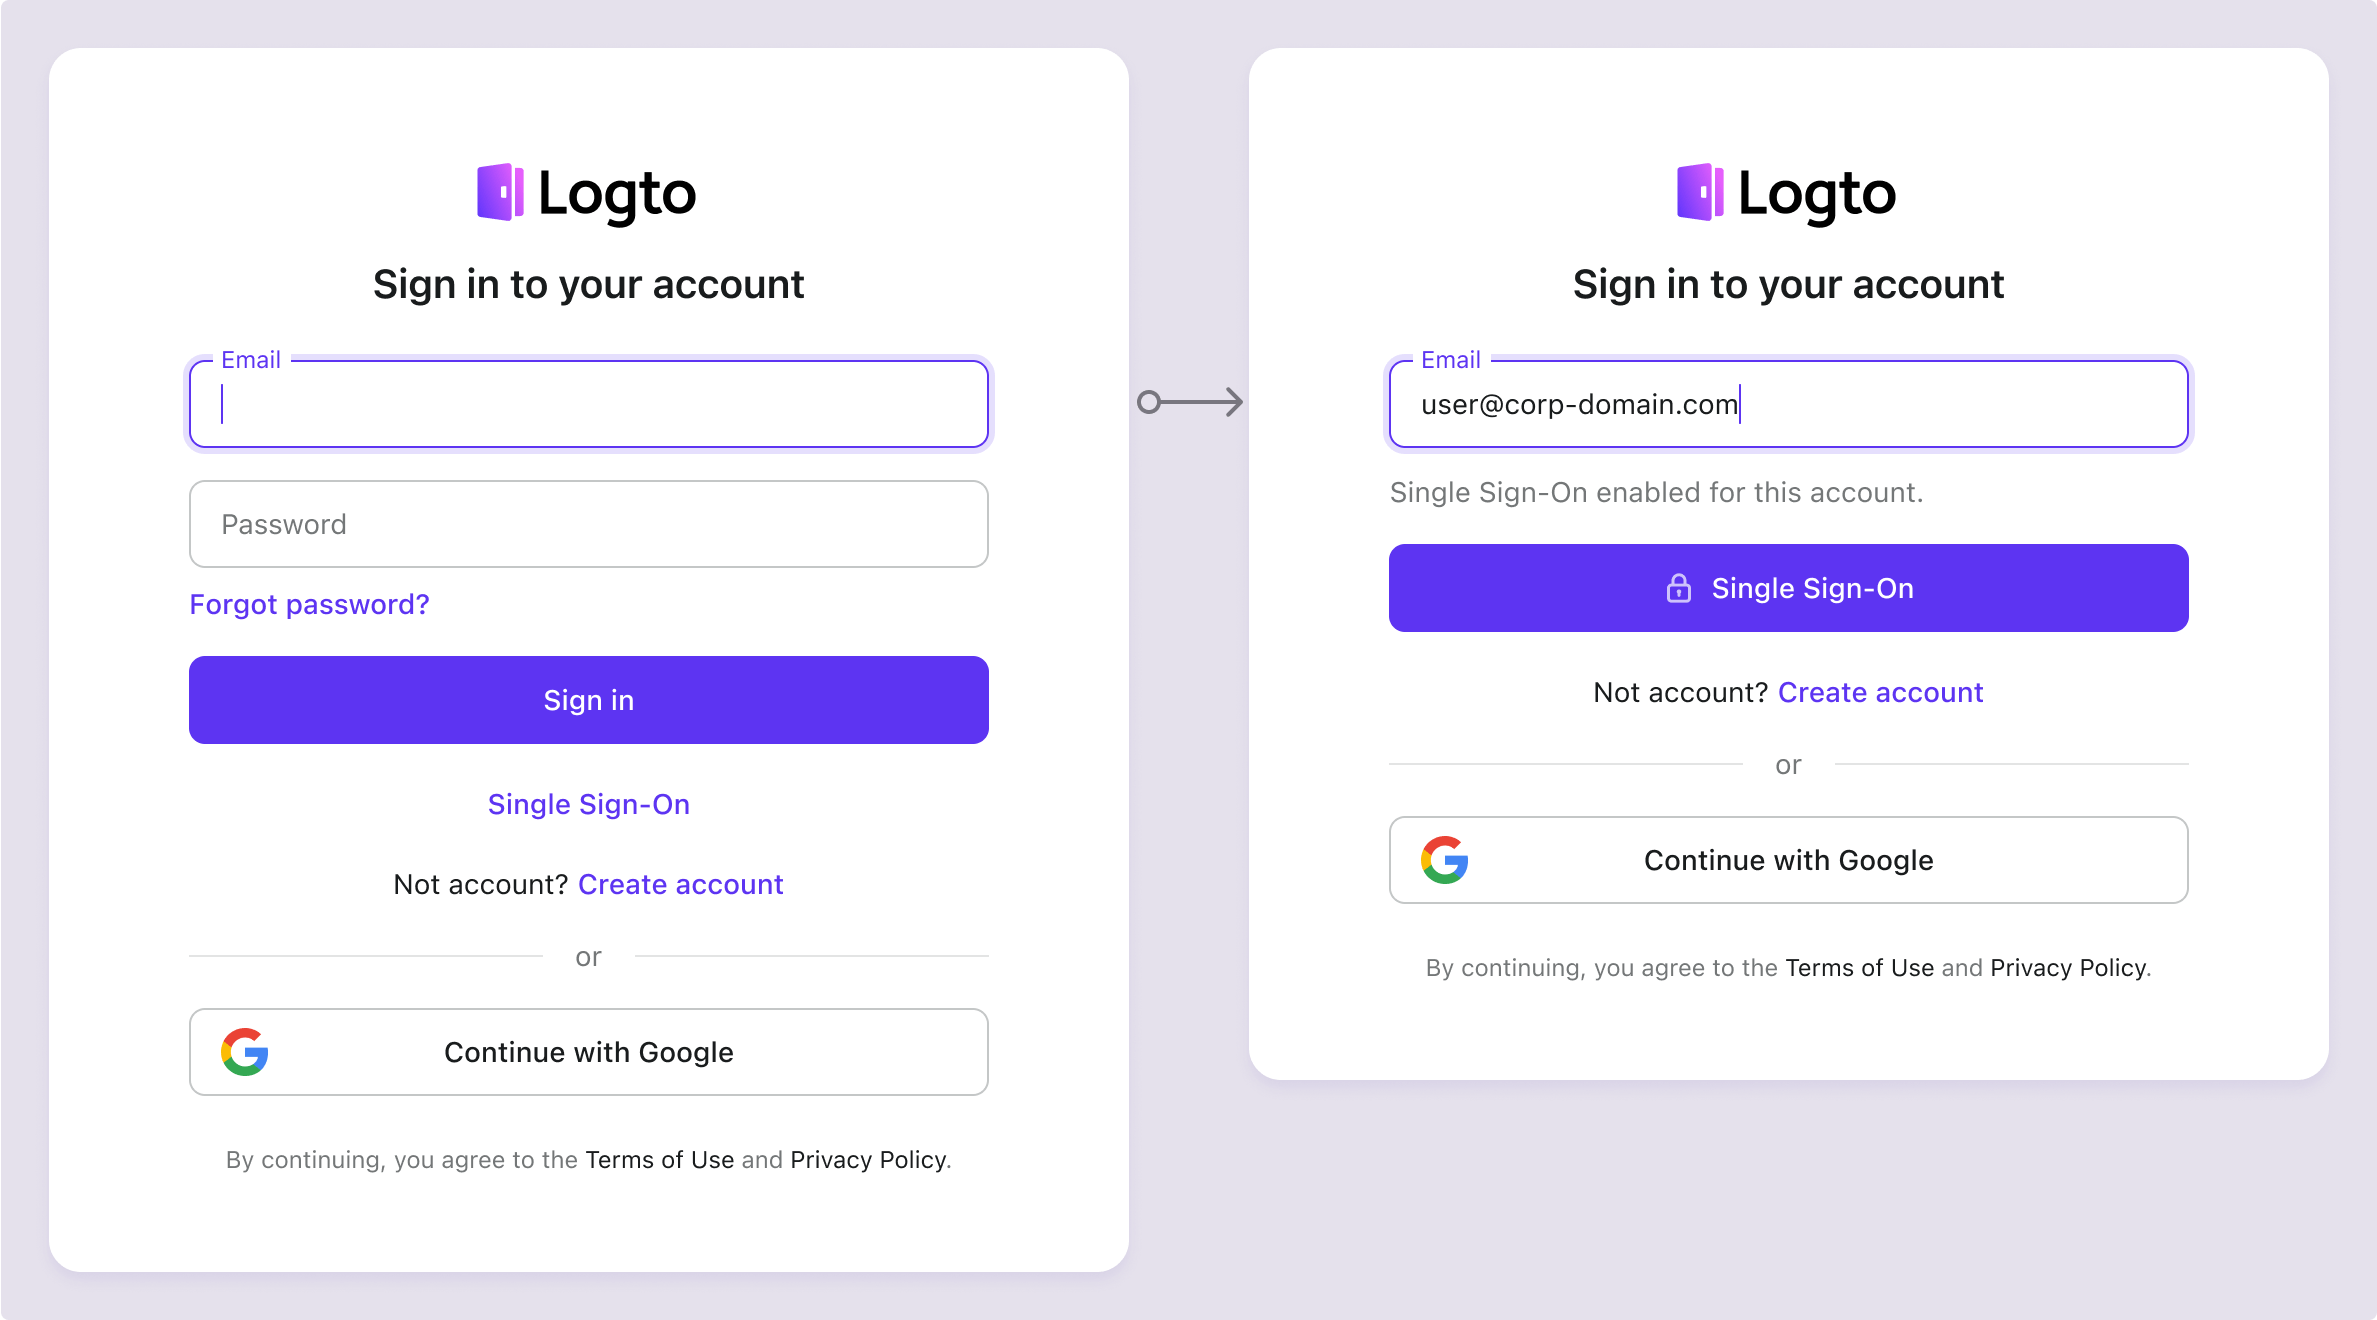 Logto
Sign in to your account
Email
Password
Forgot password?
Sign in
Single Sign-On
Not account? Create account
or
Continue with Google
By continuing, you agree to the Terms of Use and Privacy Policy.
Logto
Sign in to your account
Email
user@corp-domain.com
Single Sign-On enabled for this account.
Single Sign-On
Not account? Create account
or
Continue with Google
By continuing, you agree to the Terms of Use and Privacy Policy.